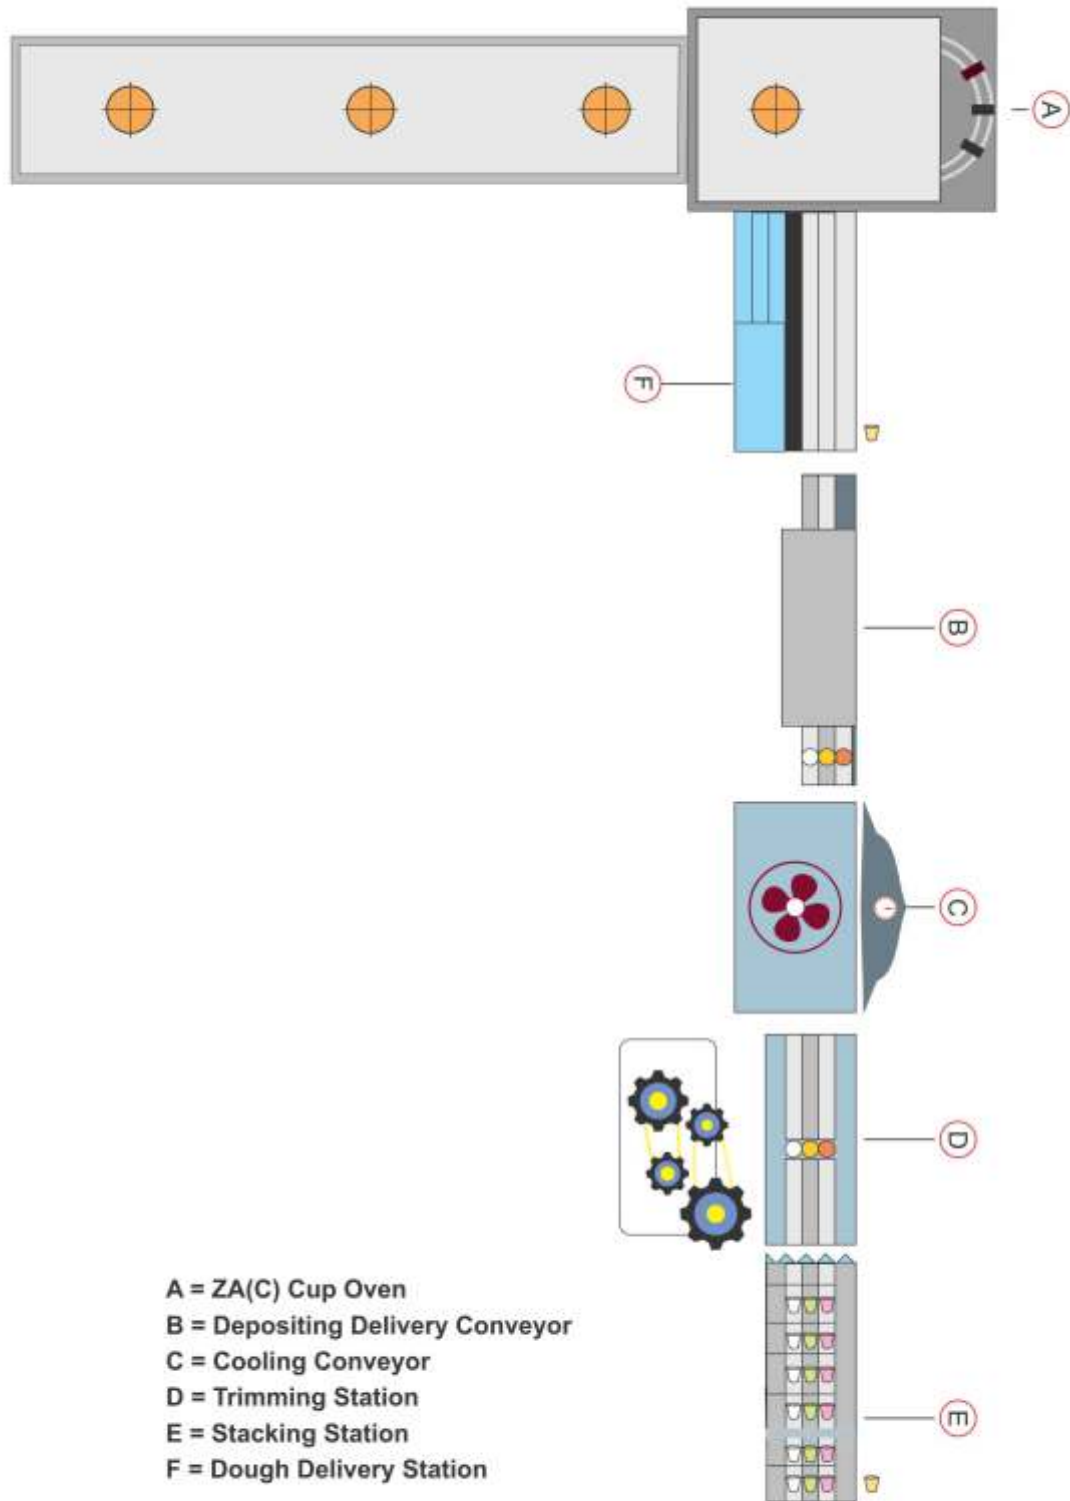 A
F
B
C
D
E
A = ZA(C) Cup Oven
B = Depositing Delivery Conveyor
C = Cooling Conveyor
D = Trimming Station
E = Stacking Station
F = Dough Delivery Station